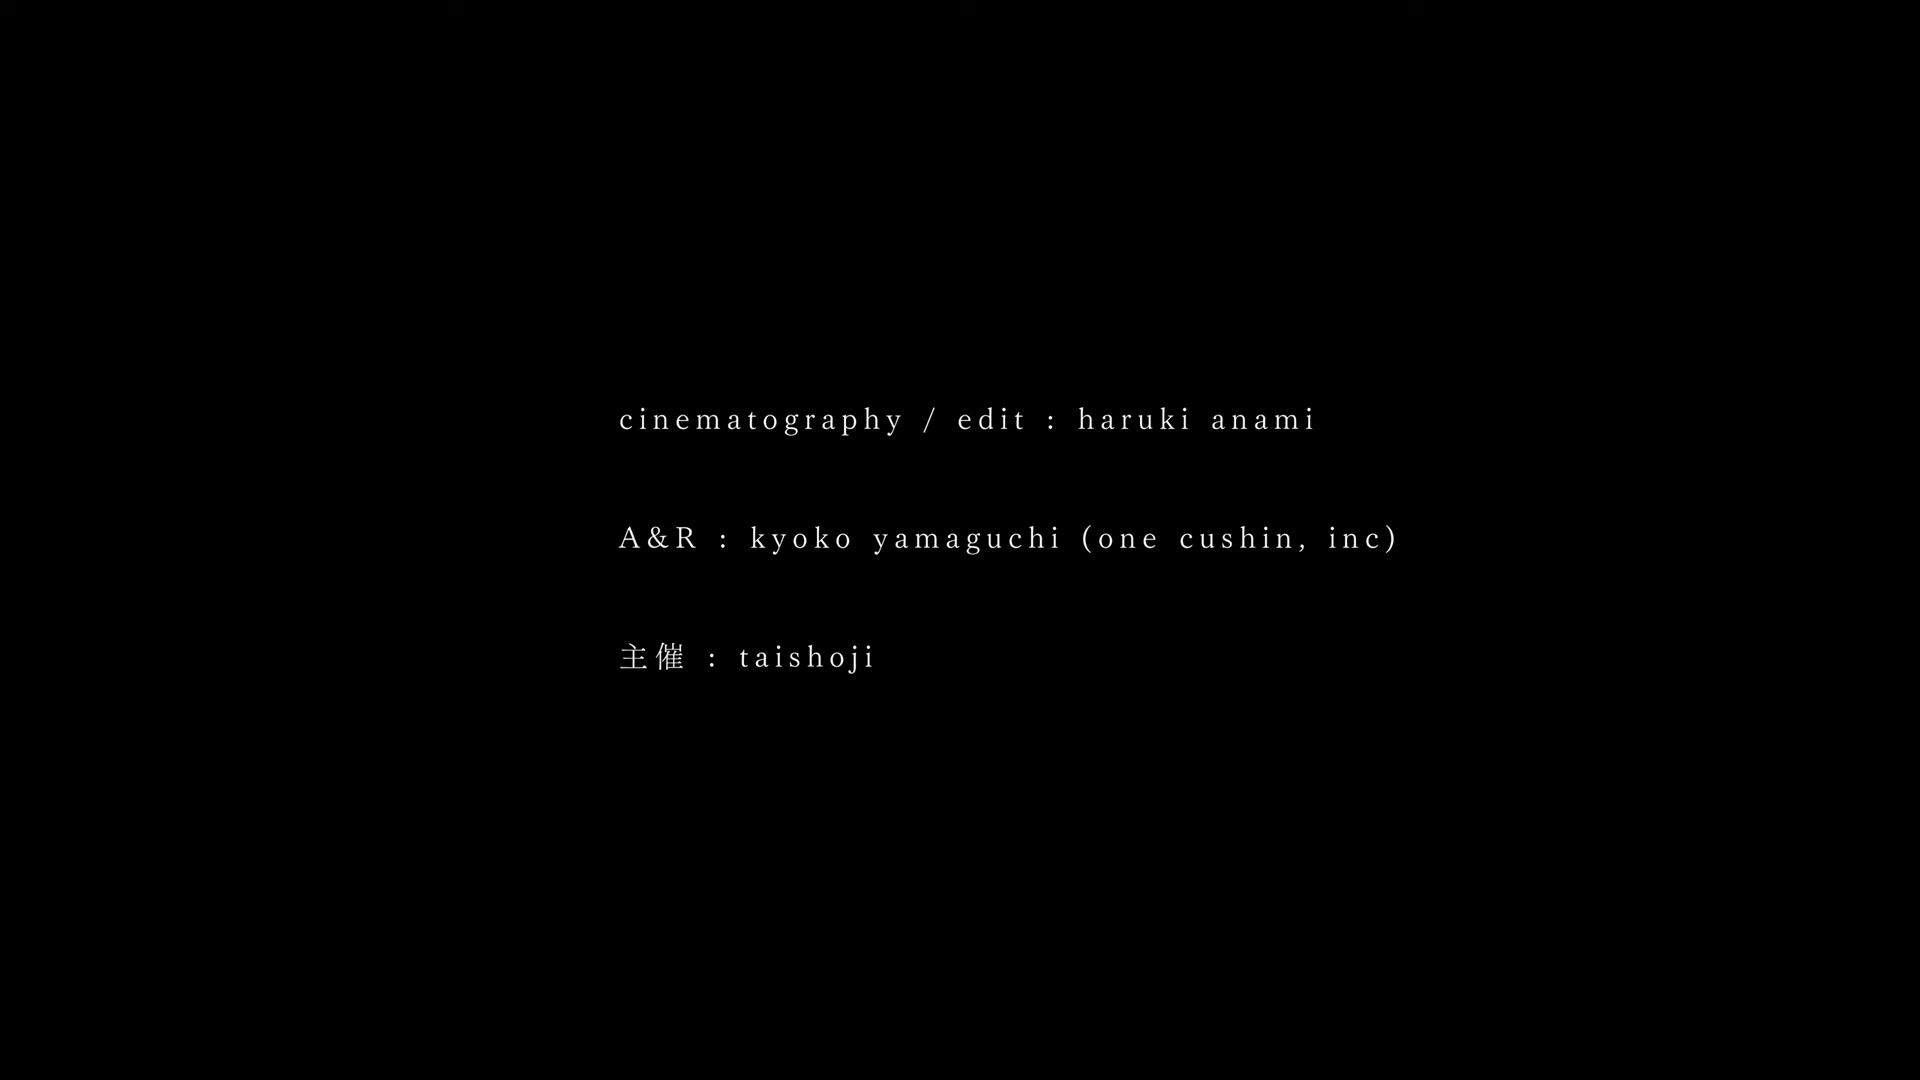 cinematography / edit : haruki anami
A&R : kyoko yamaguchi (one cushin, inc)
主催 : taishoji